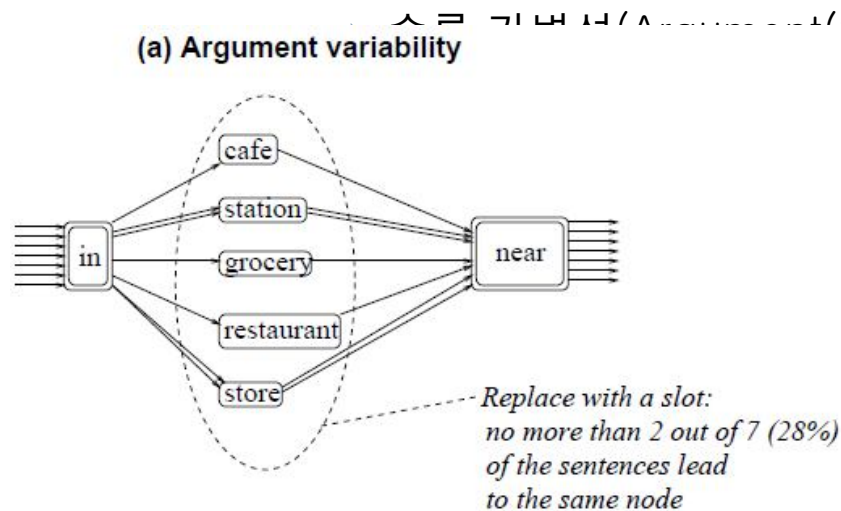 (a) Argument variability
cafe
station
in
grocery
near
restaurant
store
Replace with a slot:
no more than 2 out of 7 (28%)
of the sentences lead
to the same node